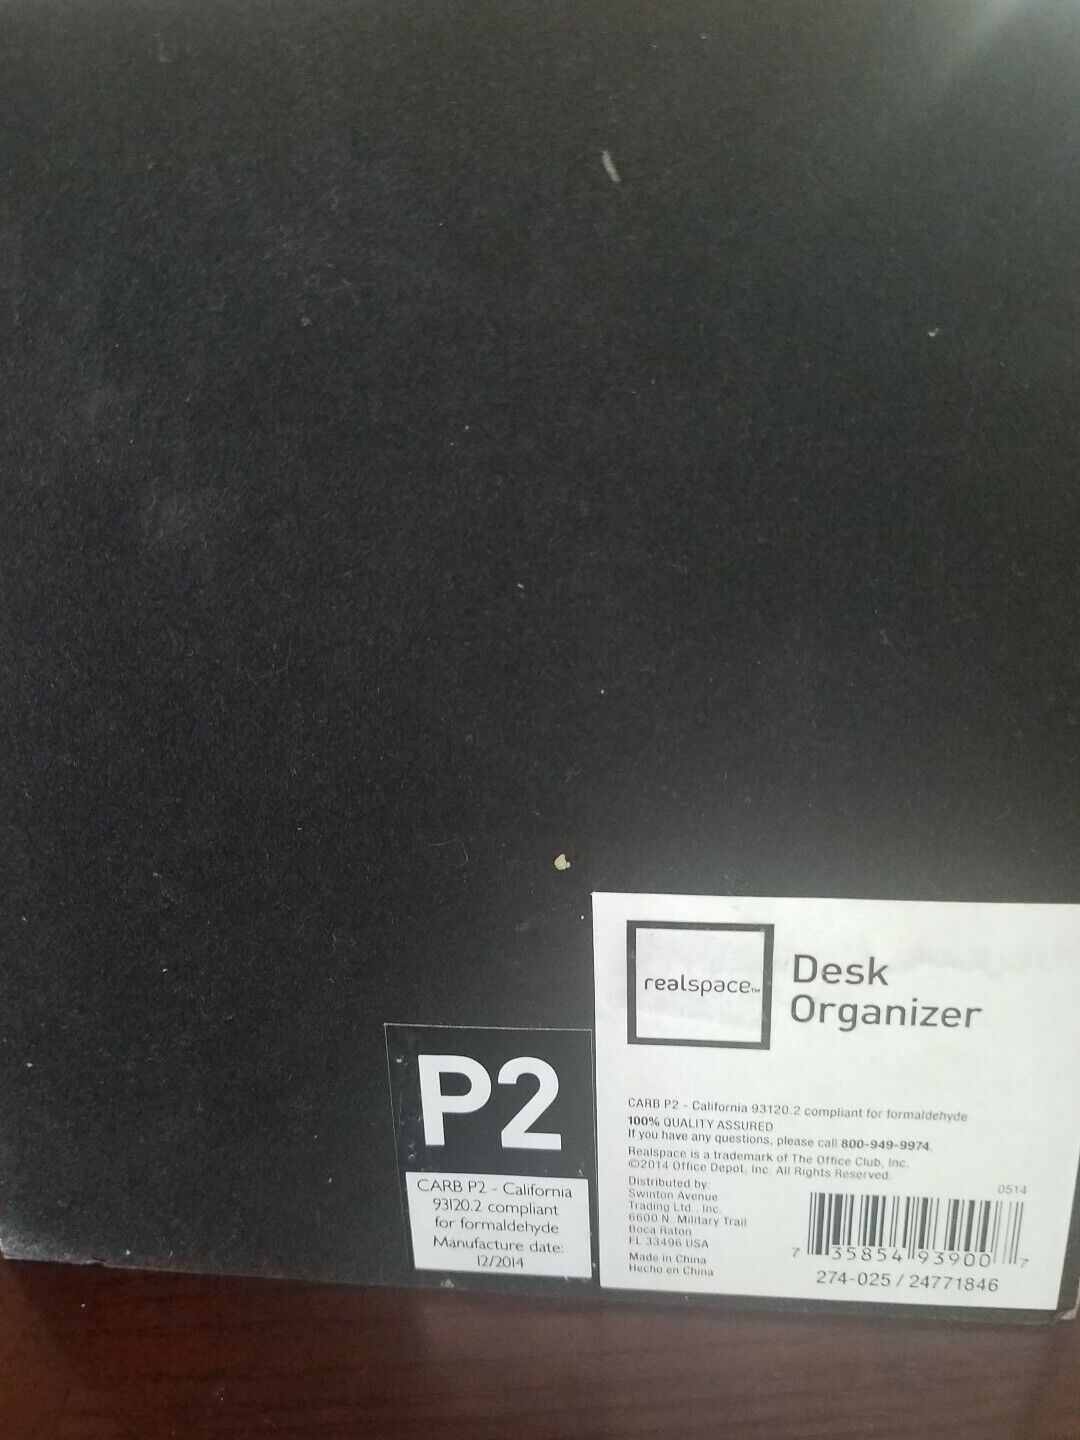 realspace™
Desk
Organizer
CARB P2 - California 93120.2 compliant for formaldehyde
100% QUALITY ASSURED
If you have any questions, please call 800-949-9974.
Realspace is a trademark of The Office Club, Inc.
©2014 Office Depot, Inc. All Rights Reserved.
Distributed by:
Swinton Avenue
Trading Ltd., Inc.
6600 N. Military Trail
Boca Raton
FL 33496 USA
Made in China
Hecho en China
0514
7 35854 93900 7
274-025 / 24771846
P2
CARB P2 - California
93120.2 compliant
for formaldehyde
Manufacture date:
12/2014